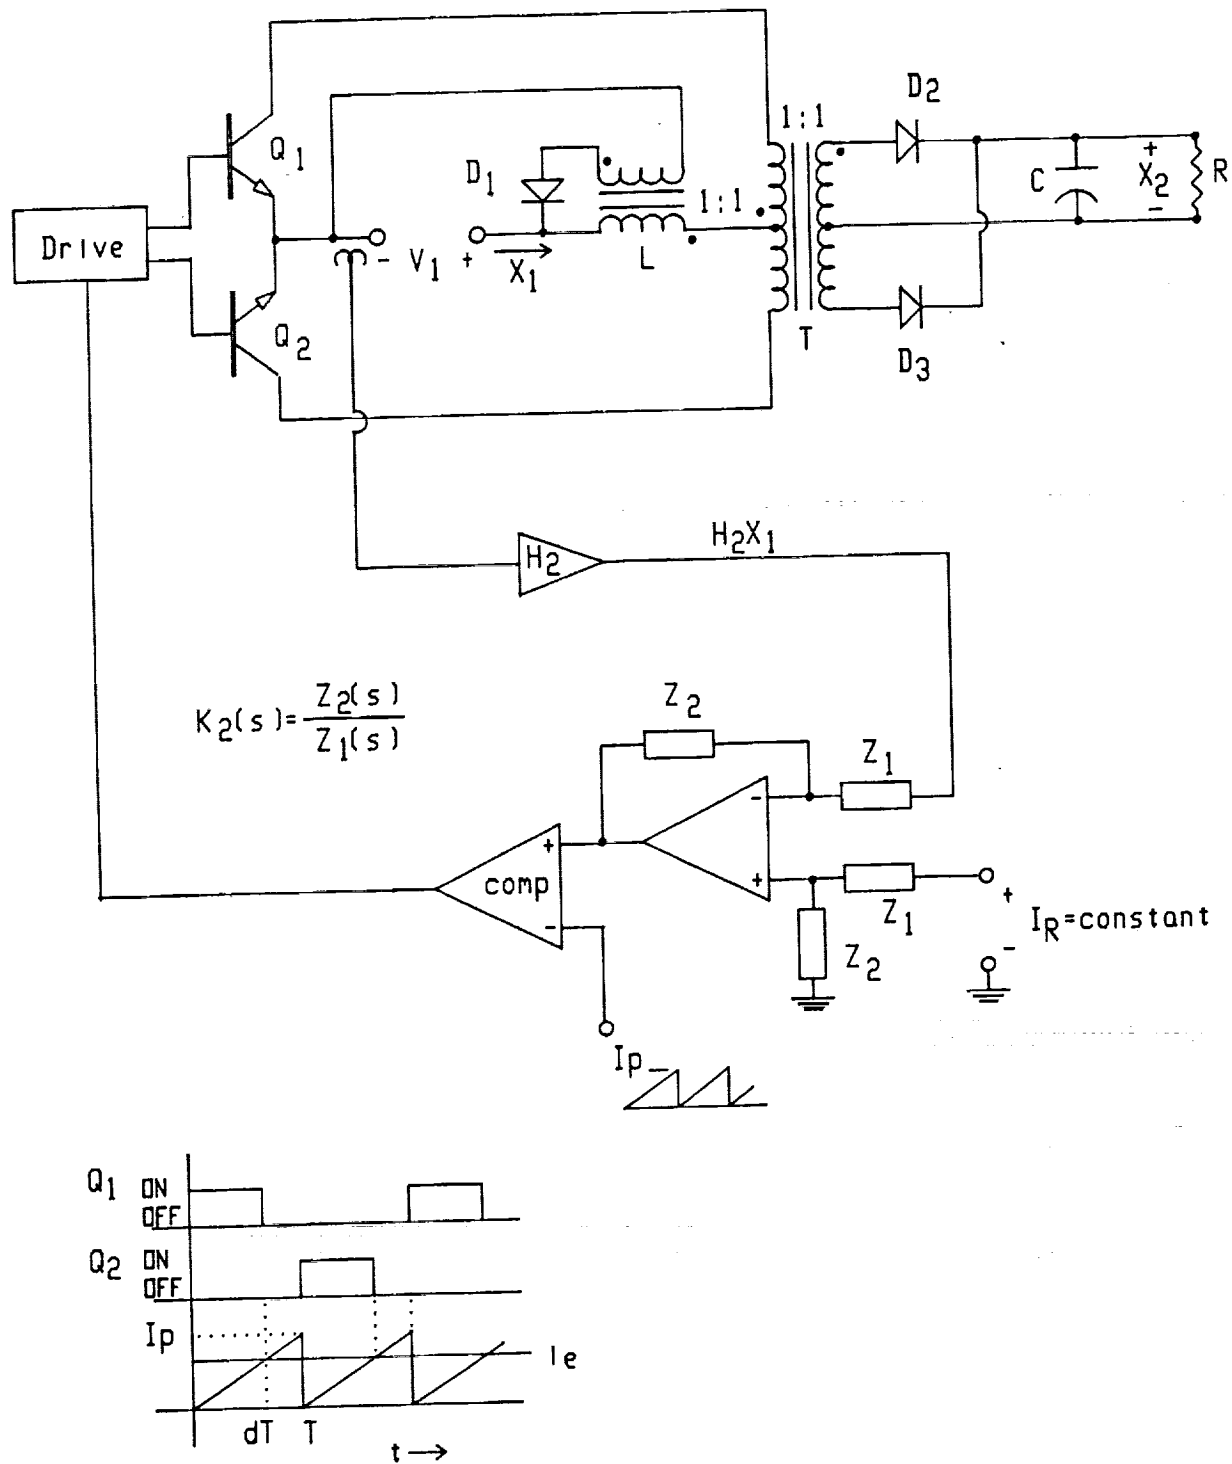 D2
1:1
Q1
D1
C
+
X2
-
R
1:1
Drive
- V1 +
X1
L
Q2
T
D3
H2
H2X1
K2(s)=Z2(s)/Z1(s)
Z2
Z1
-
+
comp
+
-
Z1
+
IR=constant
-
Z2
Ip
Q1 ON
OFF
Q2 ON
OFF
Ip
Ie
dT T
t